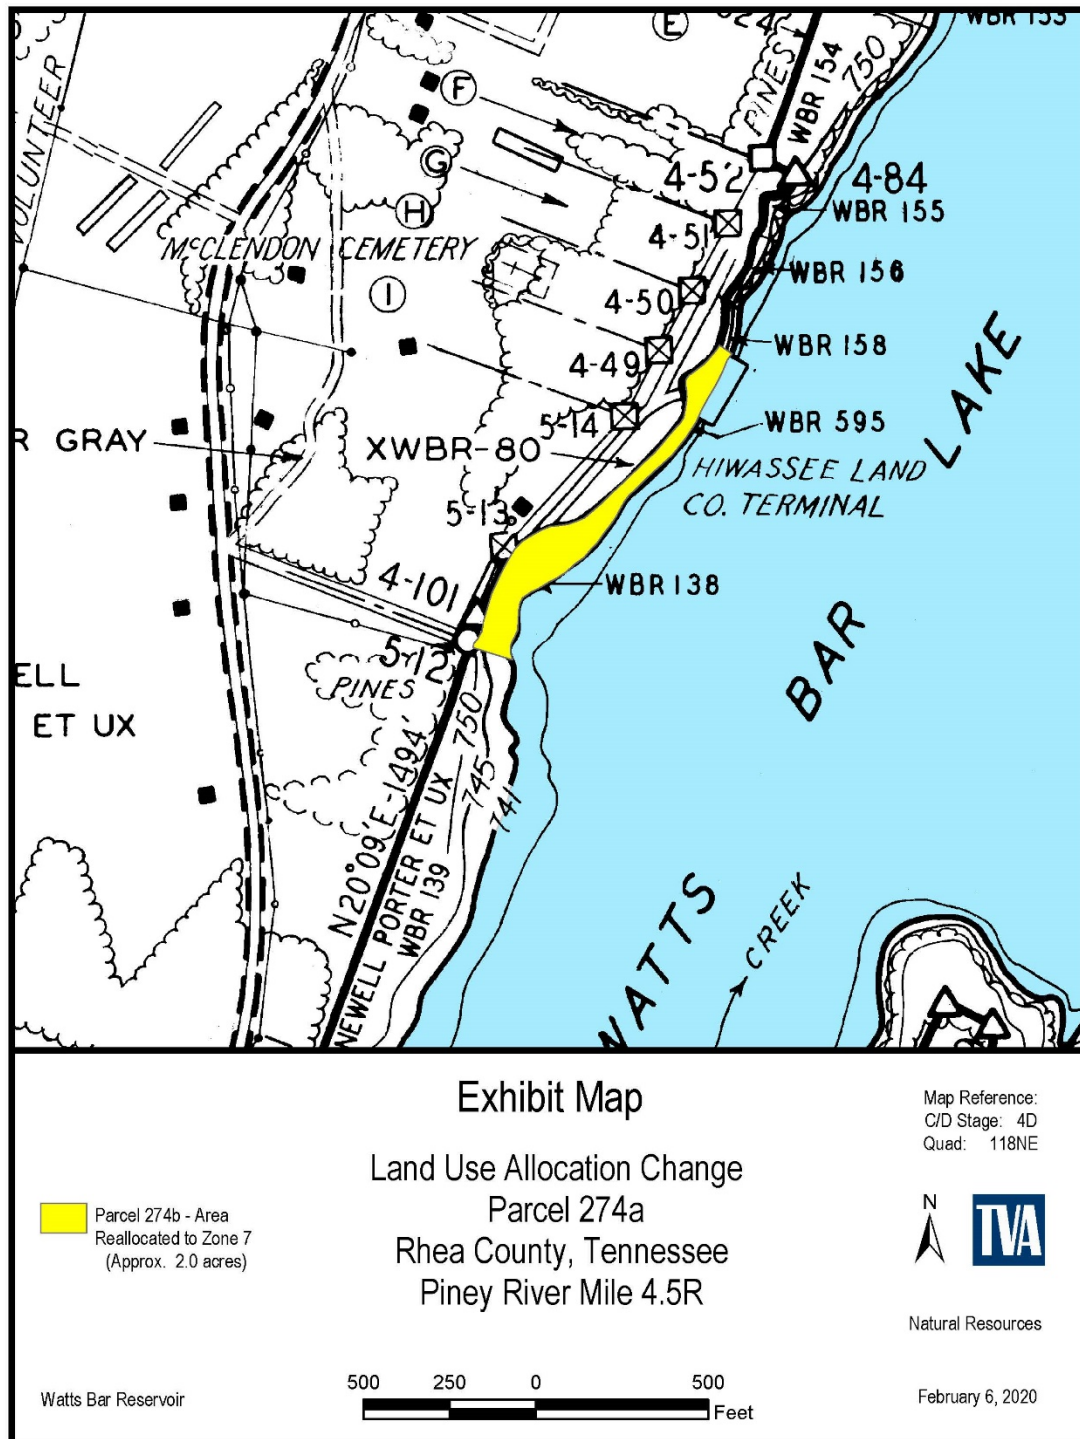 E
624
WBR 153
PINES
WBR 154
750
VOLUNTEER
F
G
H
4-52
4-84
WBR 155
4-51
McCLENDON CEMETERY
WBR 156
I
4-50
WBR 158
4-49
LAKE
5-14
WBR 595
R GRAY
XWBR-80
HIWASSEE LAND
CO. TERMINAL
5-13
4-101
WBR 138
BAR
5-12
ELL
PINES
ET UX
750
745
741
N20°09'E-1494'
NEWELL PORTER ET UX
WBR 139
WATTS
CREEK
Exhibit Map
Map Reference:
C/D Stage: 4D
Quad: 118NE
Land Use Allocation Change
Parcel 274a
Rhea County, Tennessee
Piney River Mile 4.5R
Parcel 274b - Area
Reallocated to Zone 7
(Approx. 2.0 acres)
N
TVA
Natural Resources
Watts Bar Reservoir
500 250 0 500
Feet
February 6, 2020